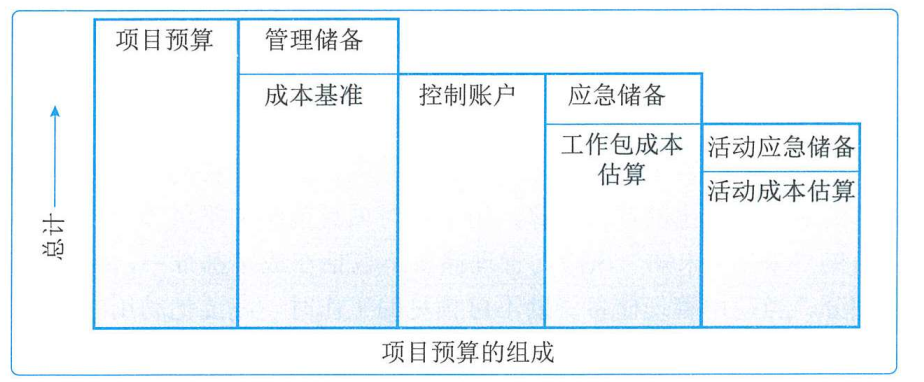 项目预算
管理储备
成本基准
控制账户
应急储备
工作包成本
估算
活动应急储备
活动成本估算
总计
项目预算的组成